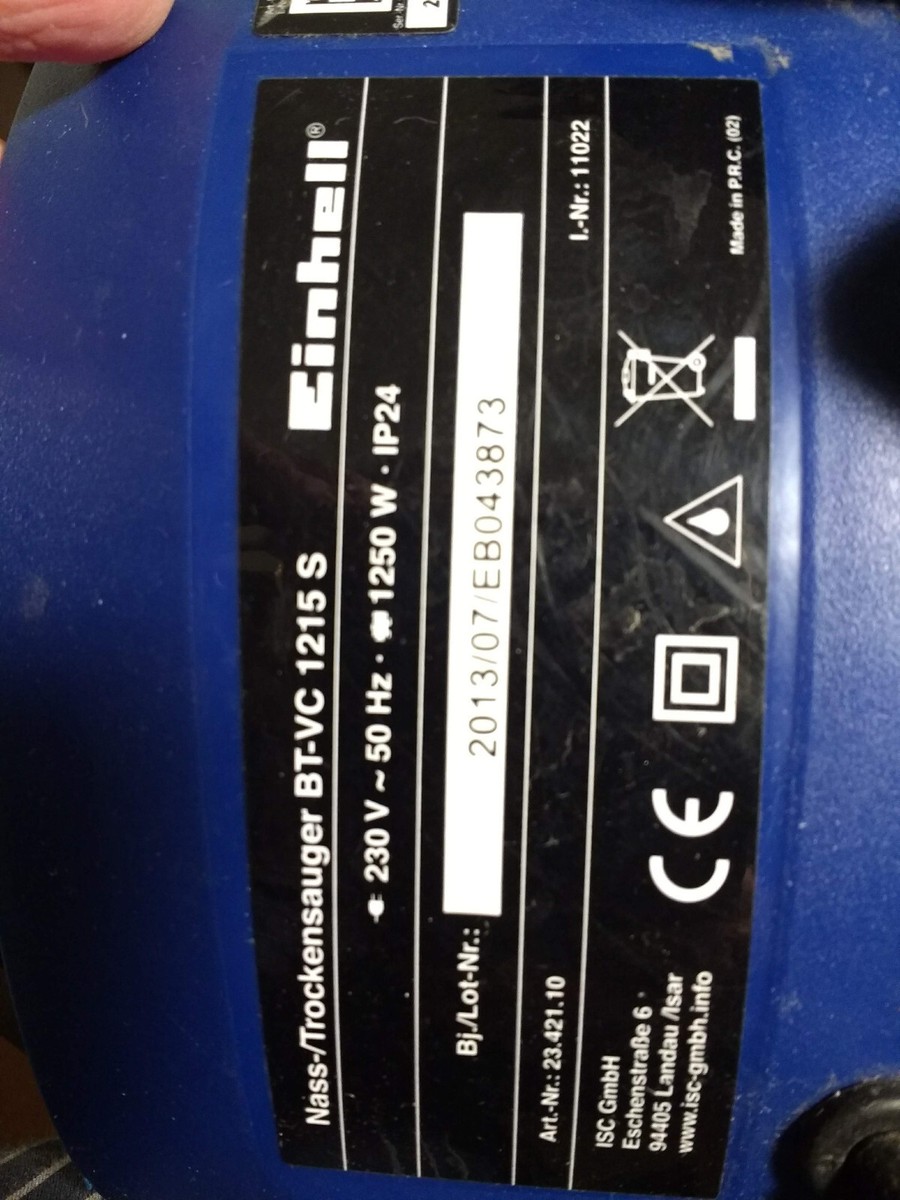 Nass-/Trockensauger BT-VC 1215 S
Einhell®
230 V ~ 50 Hz · 1250 W · IP24
Bj./Lot-Nr.: 2013/07/EB043873
Art.-Nr.: 23.421.10
I.-Nr.: 11022
ISC GmbH
Eschenstraße 6
94405 Landau /Isar
www.isc-gmbh.info
CE
Made in P.R.C. (02)